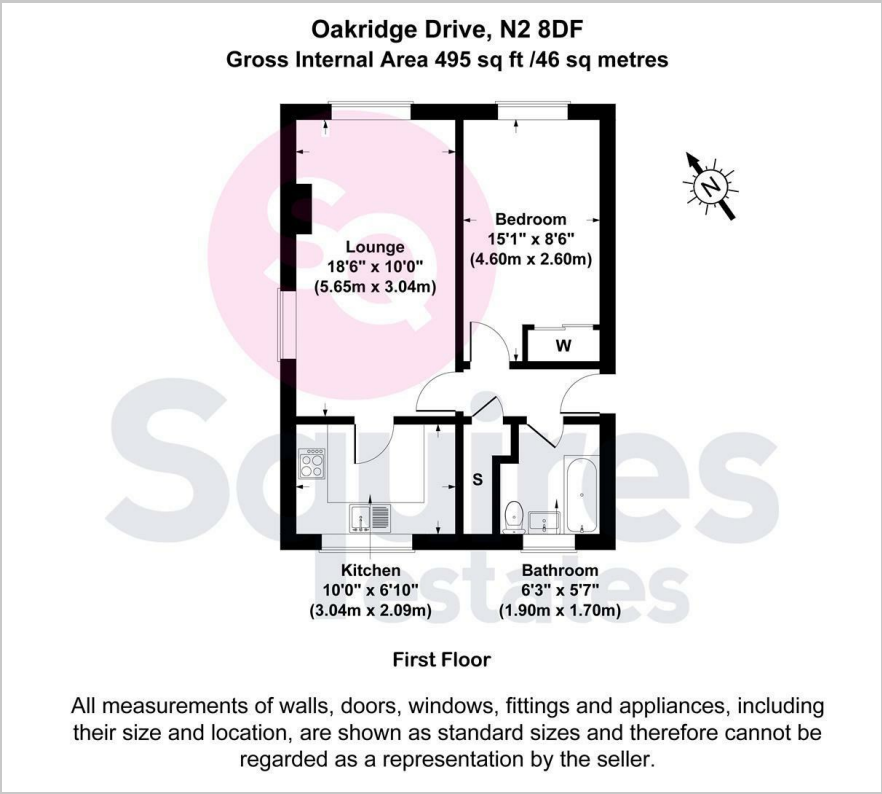 Oakridge Drive, N2 8DF
Gross Internal Area 495 sq ft /46 sq metres
SQ
N
Bedroom
15'1" x 8'6"
(4.60m x 2.60m)
Lounge
18'6" x 10'0"
(5.65m x 3.04m)
W
S
Squires
estates
Kitchen
10'0" x 6'10"
(3.04m x 2.09m)
Bathroom
6'3" x 5'7"
(1.90m x 1.70m)
First Floor
All measurements of walls, doors, windows, fittings and appliances, including
their size and location, are shown as standard sizes and therefore cannot be
regarded as a representation by the seller.